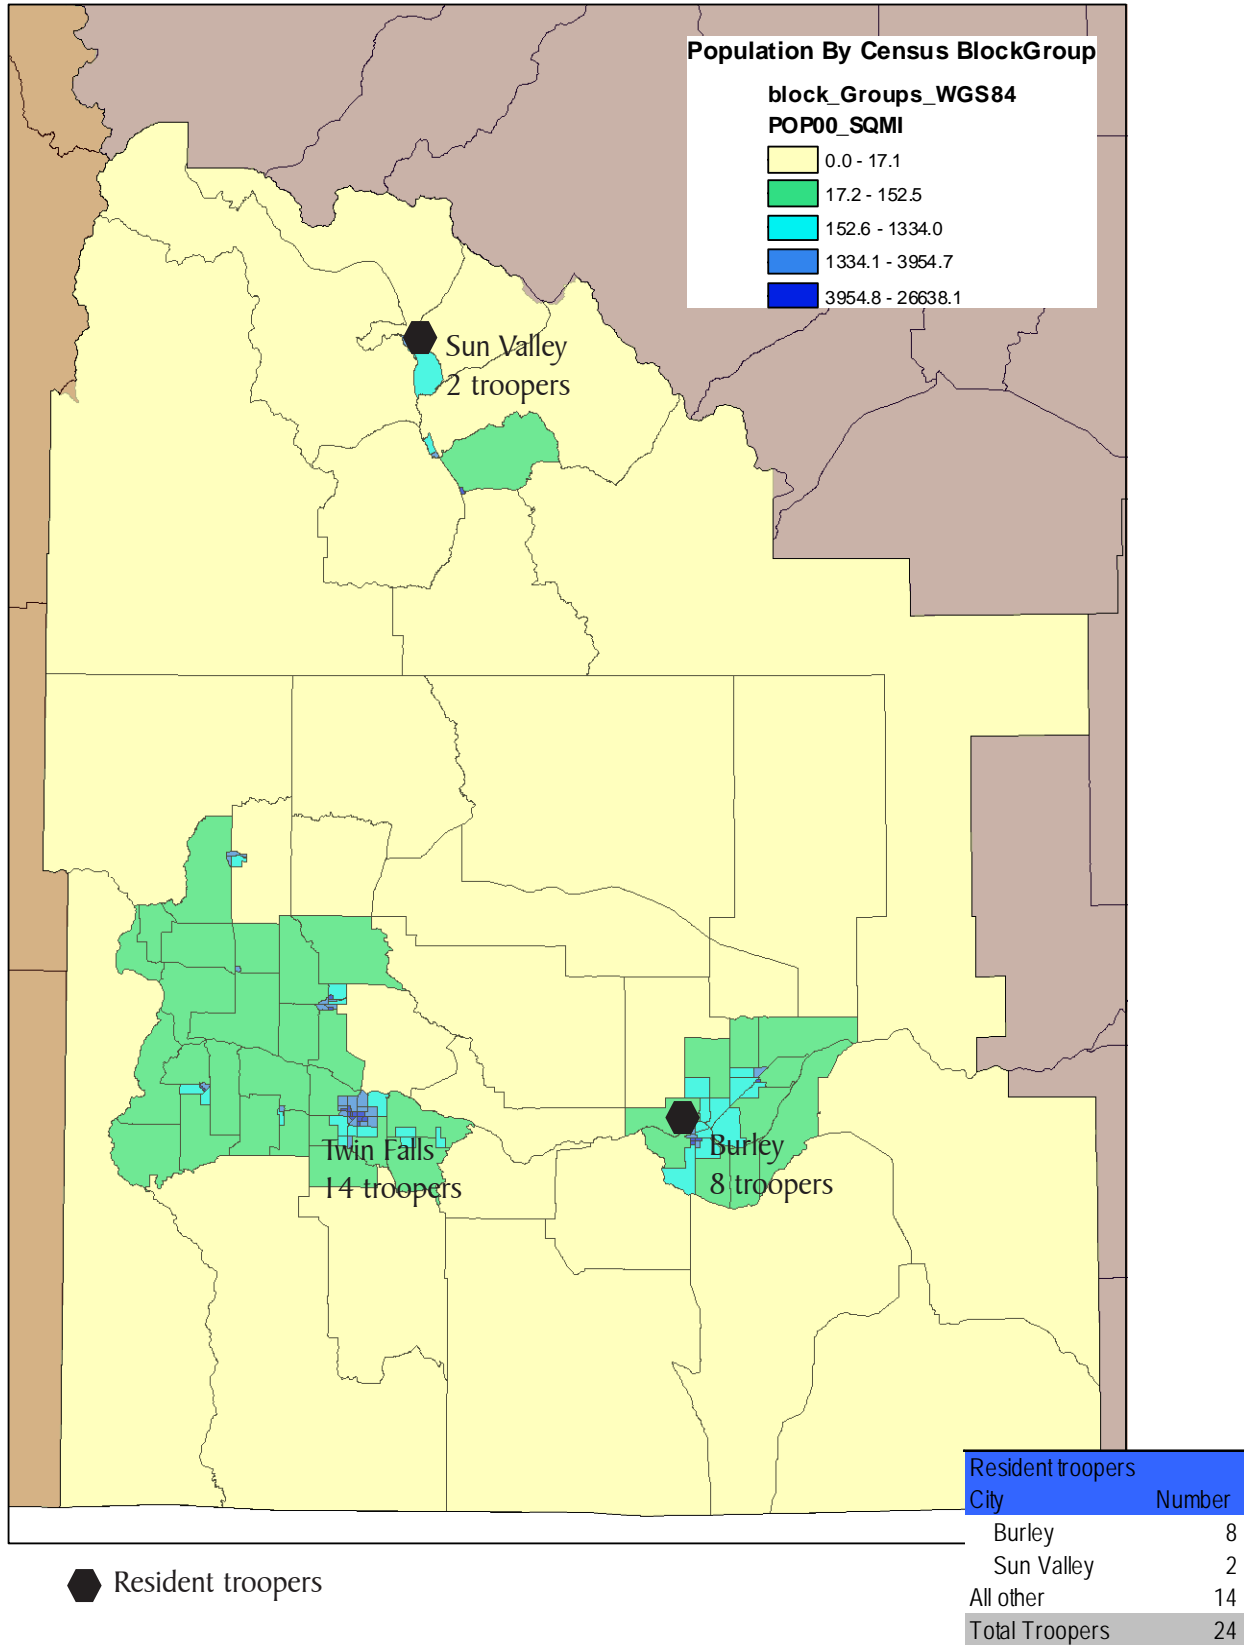 Population By Census BlockGroup
block_Groups_WGS84
POP00_SQMI
0.0 - 17.1
17.2 - 152.5
152.6 - 1334.0
1334.1 - 3954.7
3954.8 - 26638.1
Sun Valley
2 troopers
Twin Falls
14 troopers
Burley
8 troopers
Resident troopers
City Number
Burley 8
Sun Valley 2
All other 14
Total Troopers 24
Resident troopers